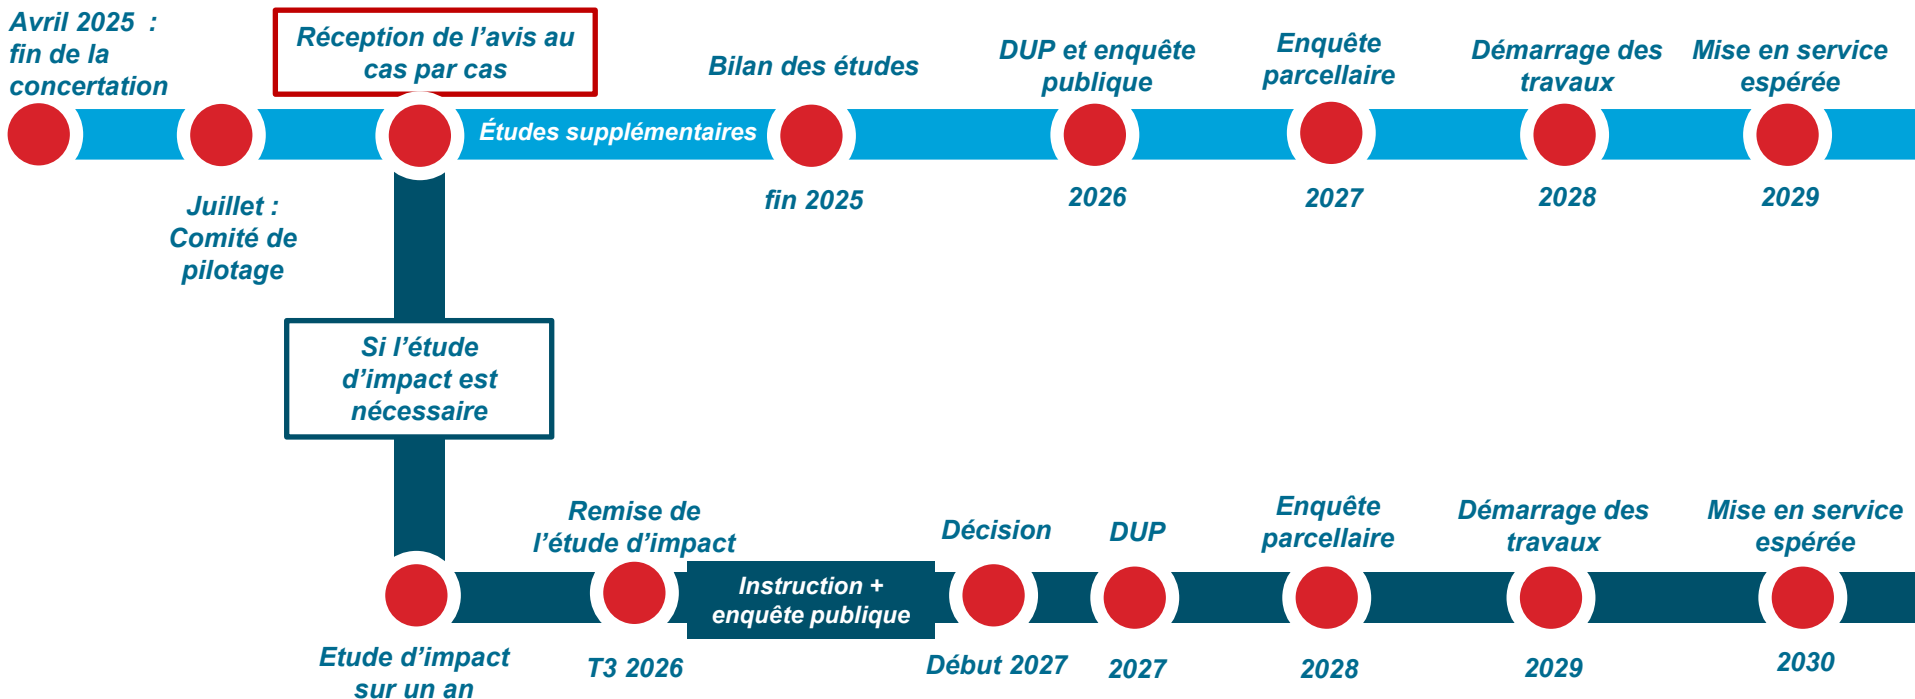 Avril 2025 :
fin de la
concertation
Réception de l’avis au
cas par cas
Bilan des études
DUP et enquête
publique
Enquête
parcellaire
Démarrage des
travaux
Mise en service
espérée
Études supplémentaires
Juillet :
Comité de
pilotage
fin 2025
2026
2027
2028
2029
Si l’étude
d’impact est
nécessaire
Remise de
l’étude d’impact
Décision
DUP
Enquête
parcellaire
Démarrage des
travaux
Mise en service
espérée
Instruction +
enquête publique
Etude d’impact
sur un an
T3 2026
Début 2027
2027
2028
2029
2030